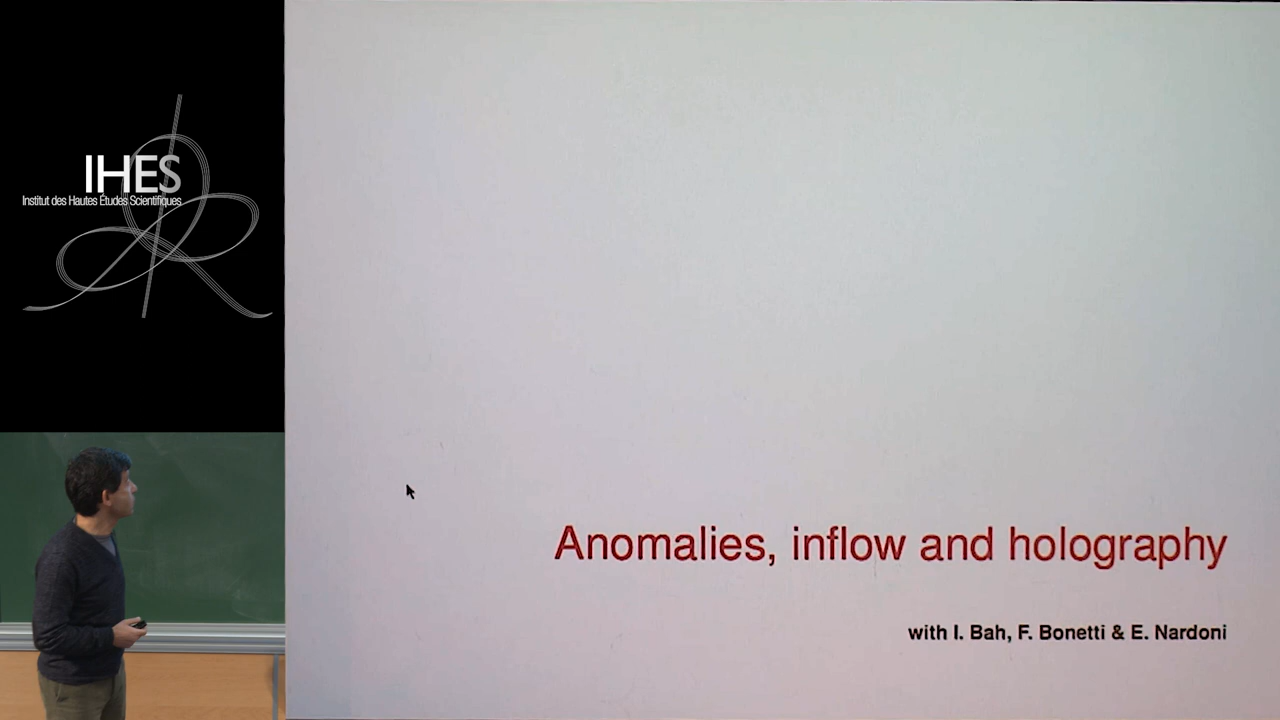 IHES
Institut des Hautes Études Scientifiques
Anomalies, inflow and holography
with I. Bah, F. Bonetti & E. Nardoni